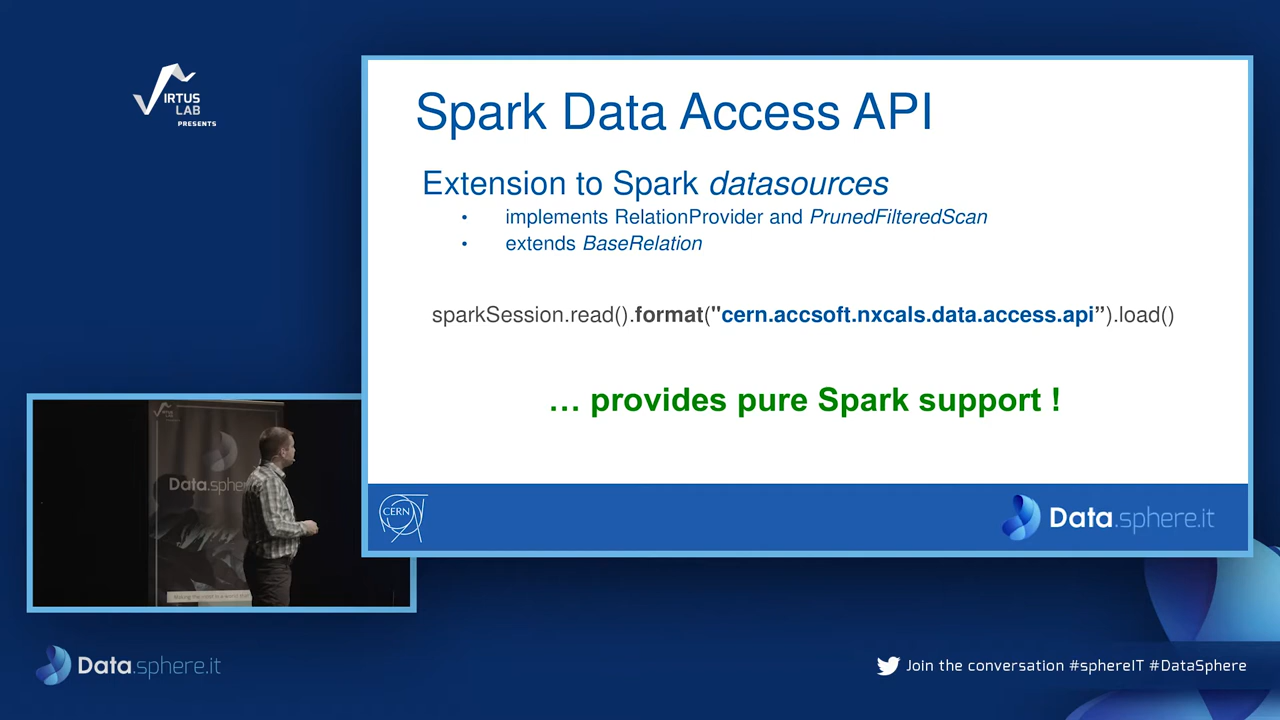 VIRTUS
LAB
PRESENTS
Spark Data Access API
Extension to Spark datasources
• implements RelationProvider and PrunedFilteredScan
• extends BaseRelation
sparkSession.read().format("cern.accsoft.nxcals.data.access.api”).load()
… provides pure Spark support !
CERN
Data.sphere.it
Data.sphe
Data.sphere.it
Join the conversation #sphereIT #DataSphere